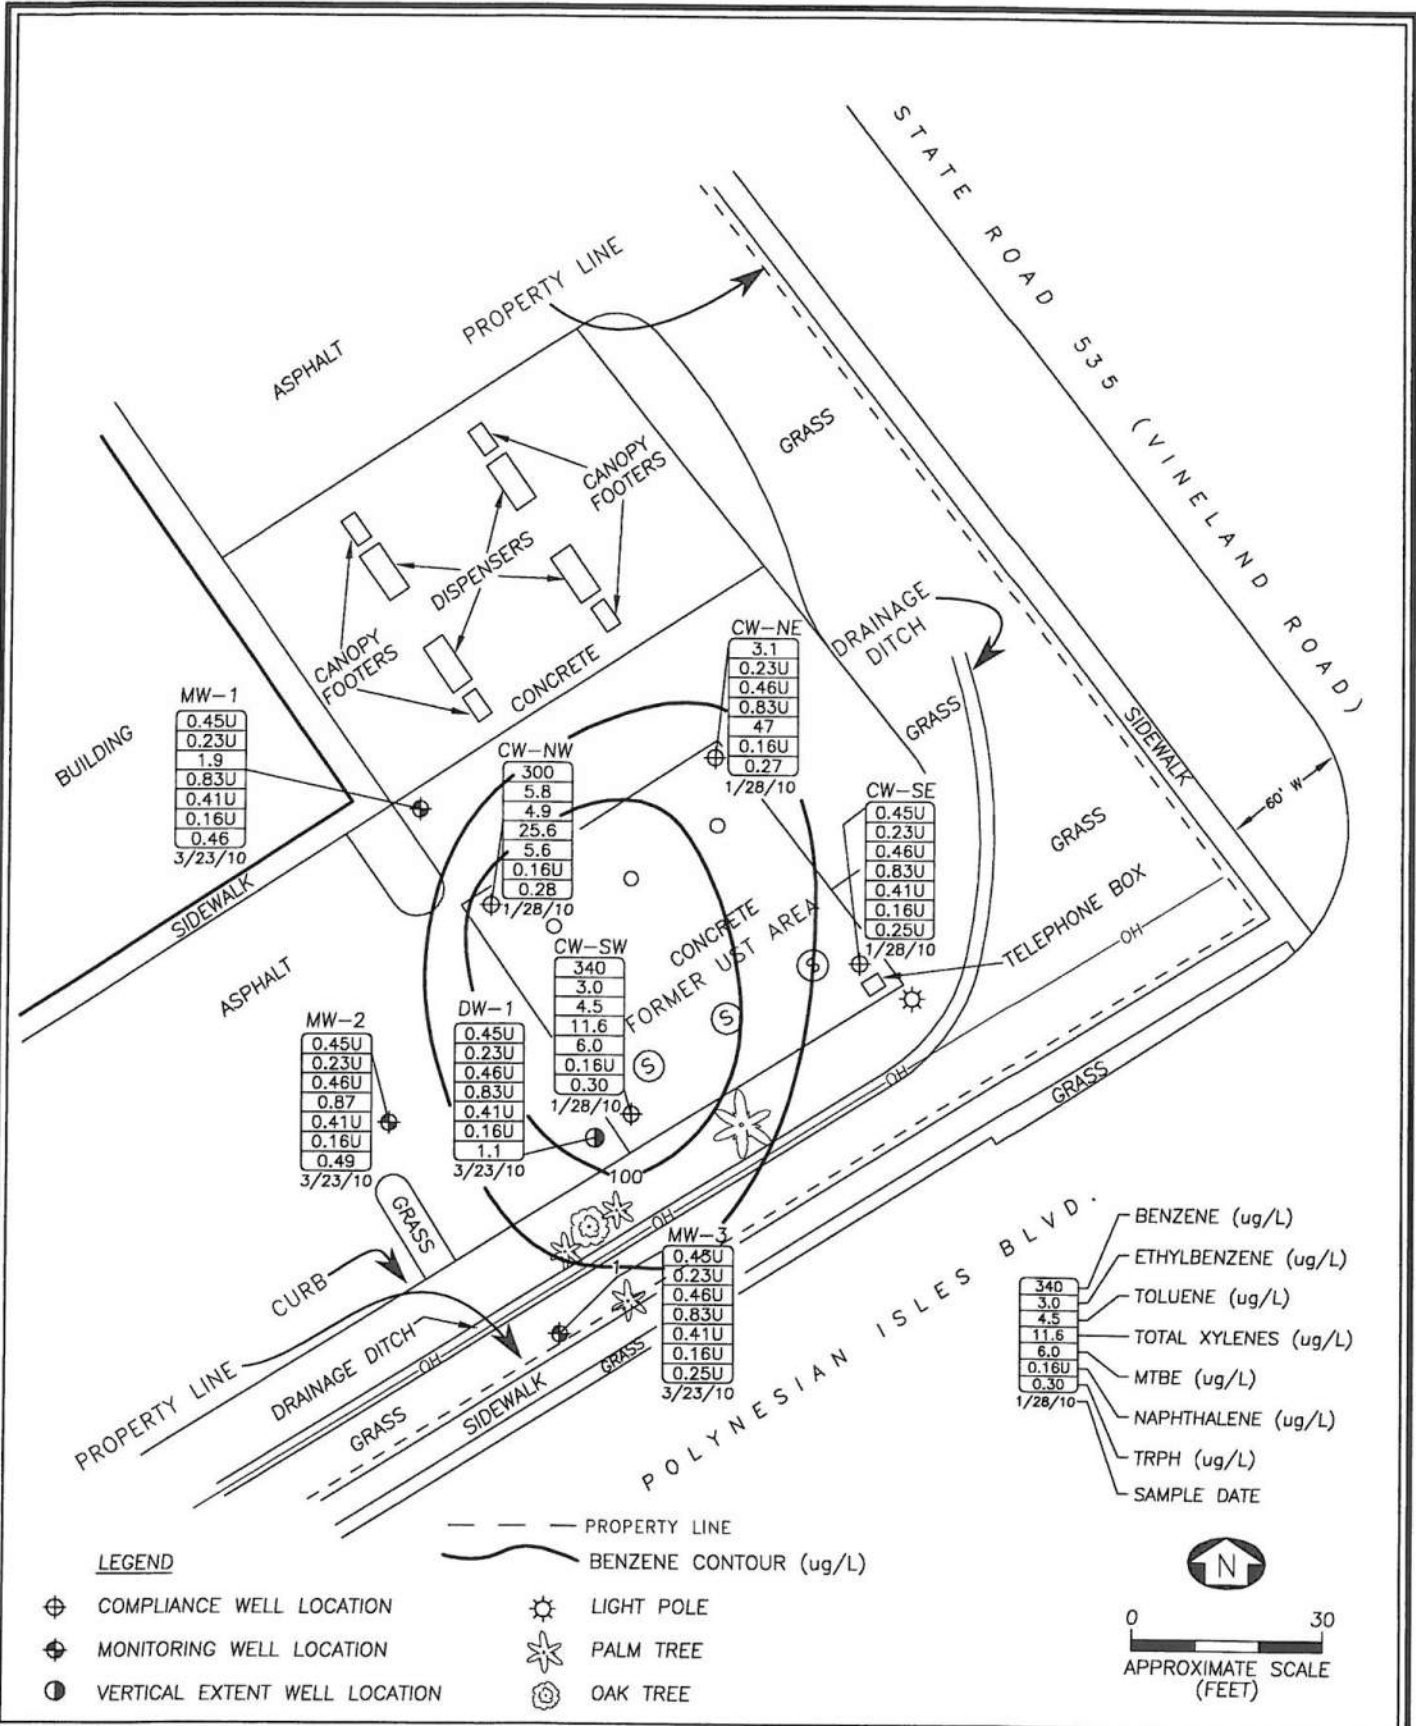 STATE ROAD 535 (VINELAND ROAD)
PROPERTY LINE
ASPHALT
GRASS
CANOPY
FOOTERS
DISPENSERS
CANOPY
FOOTERS
CONCRETE
DRAINAGE
DITCH
GRASS
SIDEWALK
60' W
GRASS
BUILDING
MW-1
0.45U
0.23U
1.9
0.83U
0.41U
0.16U
0.46
3/23/10
CW-NE
3.1
0.23U
0.46U
0.83U
47
0.16U
0.27
1/28/10
CW-NW
300
5.8
4.9
25.6
5.6
0.16U
0.28
1/28/10
CW-SE
0.45U
0.23U
0.46U
0.83U
0.41U
0.16U
0.25U
1/28/10
SIDEWALK
ASPHALT
CONCRETE
FORMER UST AREA
S
S
S
TELEPHONE BOX
OH
CW-SW
340
3.0
4.5
11.6
6.0
0.16U
0.30
1/28/10
DW-1
0.45U
0.23U
0.46U
0.83U
0.41U
0.16U
1.1
3/23/10
MW-2
0.45U
0.23U
0.46U
0.87
0.41U
0.16U
0.49
3/23/10
OH
GRASS
100
GRASS
OH
1
MW-3
0.45U
0.23U
0.46U
0.83U
0.41U
0.16U
0.25U
3/23/10
CURB
PROPERTY LINE
DRAINAGE DITCH
OH
GRASS
SIDEWALK
GRASS
POLYNESIAN ISLES BLVD.
340
3.0
4.5
11.6
6.0
0.16U
0.30
1/28/10
BENZENE (ug/L)
ETHYLBENZENE (ug/L)
TOLUENE (ug/L)
TOTAL XYLENES (ug/L)
MTBE (ug/L)
NAPHTHALENE (ug/L)
TRPH (ug/L)
SAMPLE DATE
PROPERTY LINE
BENZENE CONTOUR (ug/L)
LEGEND
COMPLIANCE WELL LOCATION
MONITORING WELL LOCATION
VERTICAL EXTENT WELL LOCATION
LIGHT POLE
PALM TREE
OAK TREE
N
0 30
APPROXIMATE SCALE
(FEET)